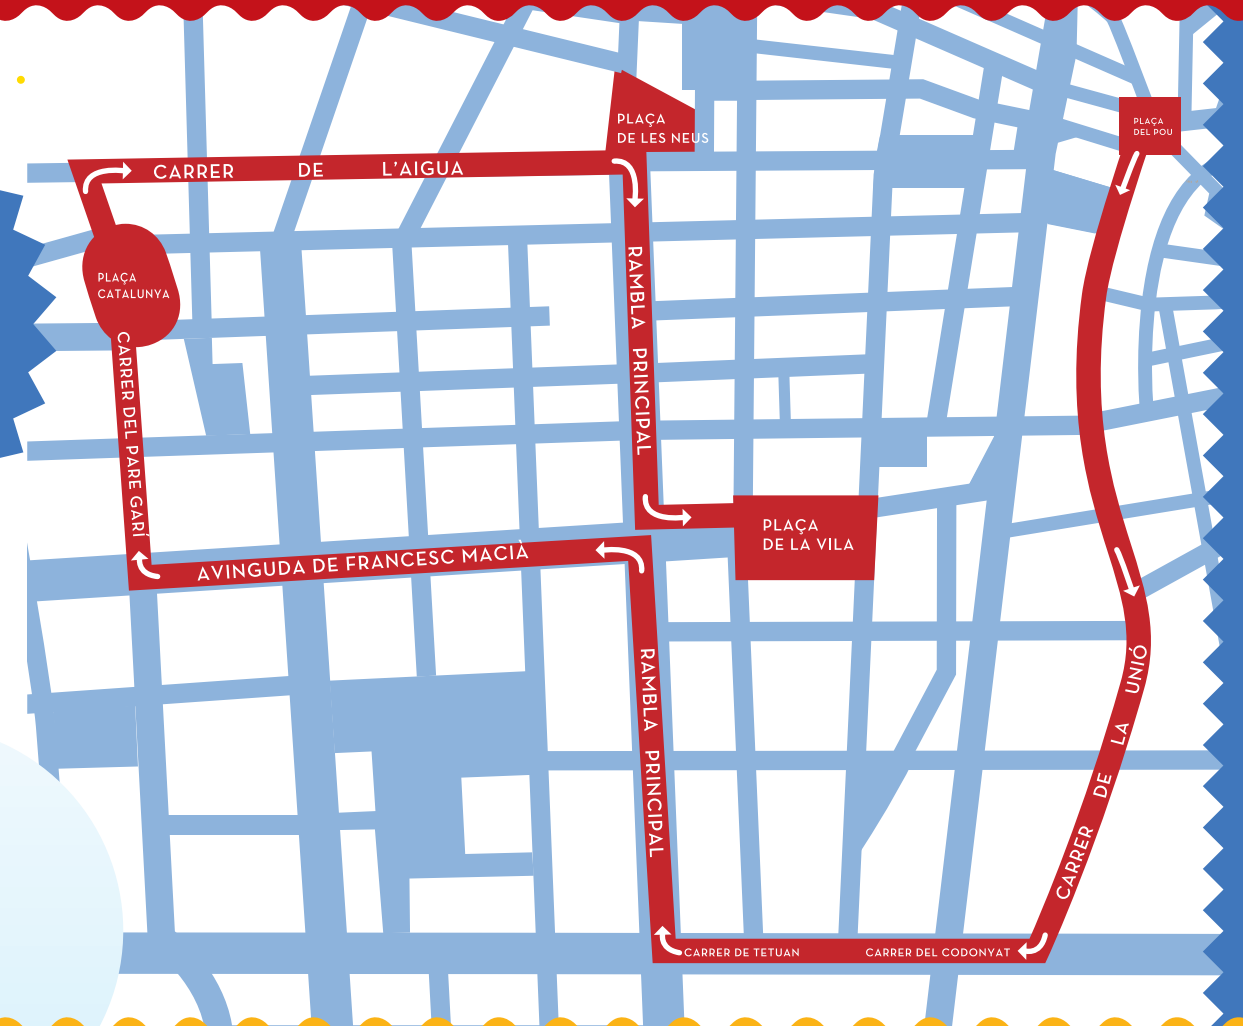 PLAÇA
DE LES NEUS
PLAÇA
DEL POU
CARRER DE L'AIGUA
PLAÇA
CATALUNYA
RAMBLA PRINCIPAL
CARRER DEL PARE GARÍ
PLAÇA
DE LA VILA
AVINGUDA DE FRANCESC MACIÀ
RAMBLA PRINCIPAL
CARRER DE LA UNIÓ
CARRER DE TETUAN
CARRER DEL CODONYAT